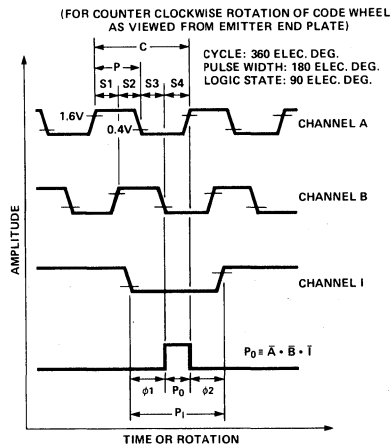 (FOR COUNTER CLOCKWISE ROTATION OF CODE WHEEL
AS VIEWED FROM EMITTER END PLATE)
C
CYCLE: 360 ELEC. DEG.
PULSE WIDTH: 180 ELEC. DEG.
LOGIC STATE: 90 ELEC. DEG.
P
S1 S2 S3 S4
1.6V
0.4V
CHANNEL A
CHANNEL B
AMPLITUDE
CHANNEL I
P₀ ≡ A̅ • B̅ • I̅
ϕ1 P₀ ϕ2
Pᵢ
TIME OR ROTATION